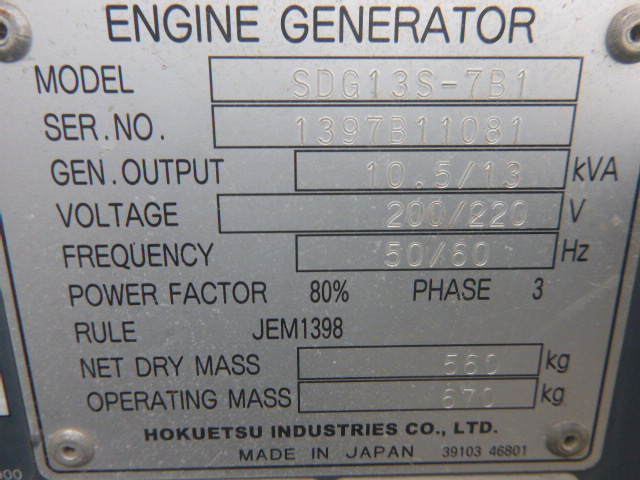 ENGINE GENERATOR
MODEL SDG13S-7B1
SER.NO. 1397B11081
GEN.OUTPUT 10.5/13 kVA
VOLTAGE 200/220 V
FREQUENCY 50/60 Hz
POWER FACTOR 80% PHASE 3
RULE JEM1398
NET DRY MASS 560 kg
OPERATING MASS 670 kg
HOKUETSU INDUSTRIES CO., LTD.
MADE IN JAPAN 39103 46801